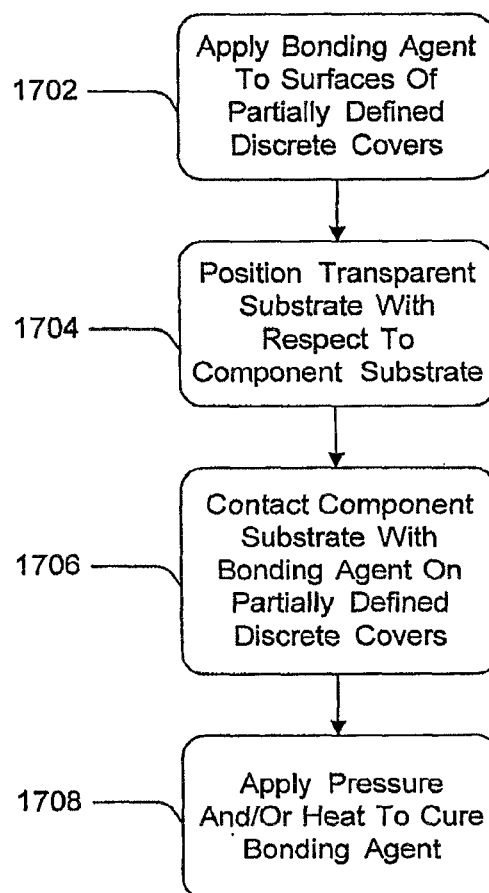 1702
Apply Bonding Agent
To Surfaces Of
Partially Defined
Discrete Covers
1704
Position Transparent
Substrate With
Respect To
Component Substrate
1706
Contact Component
Substrate With
Bonding Agent On
Partially Defined
Discrete Covers
1708
Apply Pressure
And/Or Heat To Cure
Bonding Agent